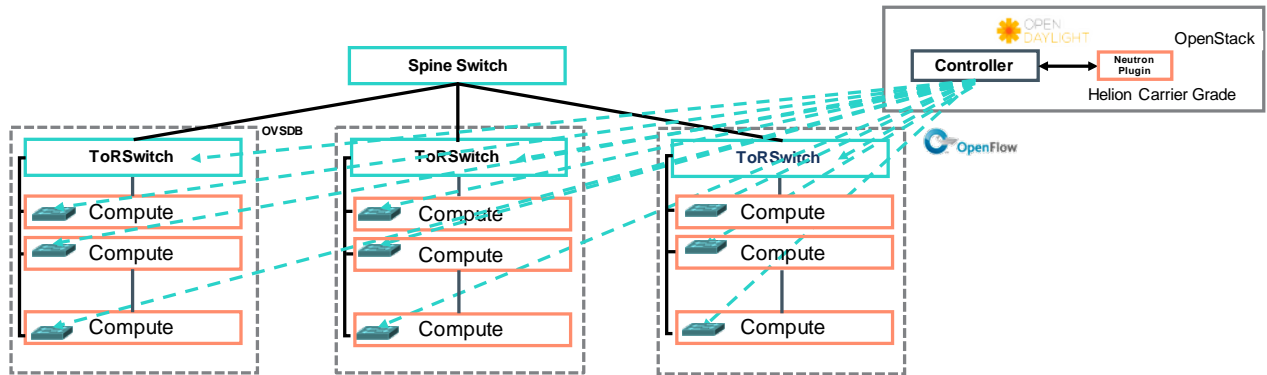 OPEN
DAYLIGHT
OpenStack
Spine Switch
Controller
Neutron
Plugin
Helion Carrier Grade
OVSDB
OpenFlow
ToRSwitch
ToRSwitch
ToRSwitch
Compute
Compute
Compute
Compute
Compute
Compute
Compute
Compute
Compute